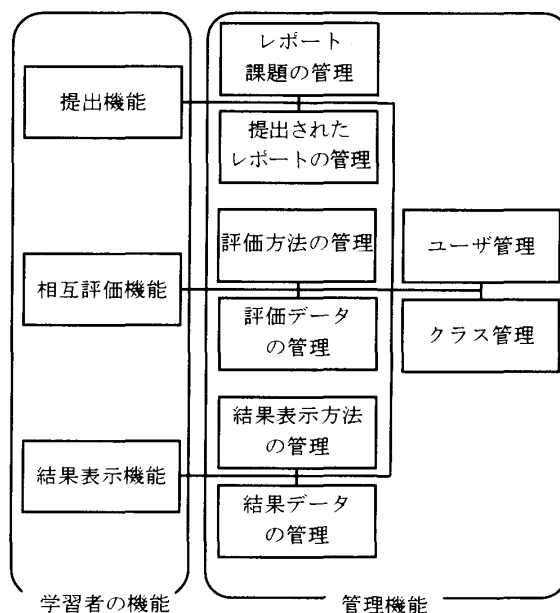 レポート
課題の管理
提出機能
提出された
レポートの管理
評価方法の管理
ユーザ管理
相互評価機能
評価データ
の管理
クラス管理
結果表示方法
の管理
結果表示機能
結果データ
の管理
学習者の機能
管理機能